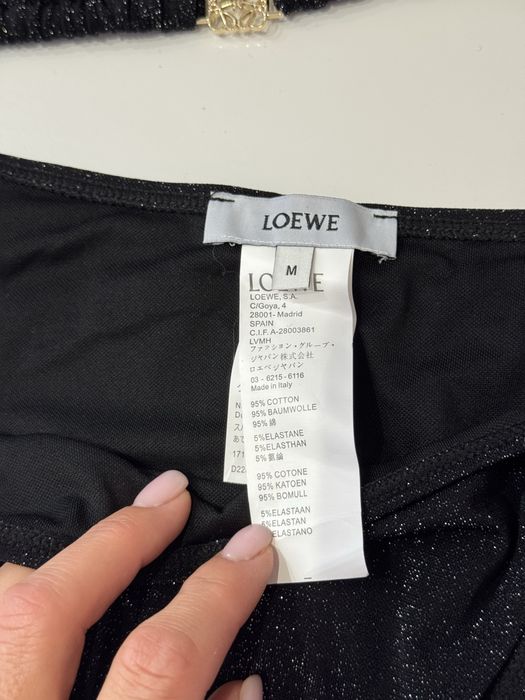 LOEWE
M
LOEWE, S.A.
C/Goya, 4
28001- Madrid
SPAIN
C.I.F. A-28003861
LVMH
ファッション・グループ・
ジャパン株式会社
ロエベジャパン
03 - 6215 - 6116
Made in Italy
95% COTTON
95% BAUMWOLLE
95% 綿
5%ELASTANE
5%ELASTHAN
5% 氨綸
95% COTONE
95% KATOEN
95% BOMULL
5%ELASTAAN
5%ELASTAN
ELASTANO
171
D22